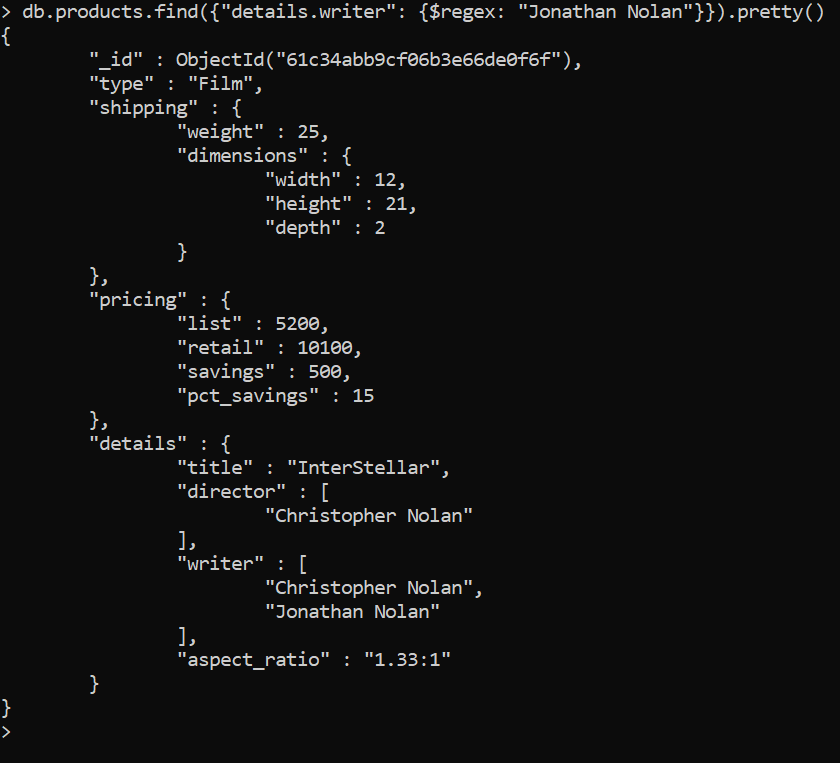 > db.products.find({"details.writer": {$regex: "Jonathan Nolan"}}).pretty()
{
        "_id" : ObjectId("61c34abb9cf06b3e66de0f6f"),
        "type" : "Film",
        "shipping" : {
                "weight" : 25,
                "dimensions" : {
                        "width" : 12,
                        "height" : 21,
                        "depth" : 2
                }
        },
        "pricing" : {
                "list" : 5200,
                "retail" : 10100,
                "savings" : 500,
                "pct_savings" : 15
        },
        "details" : {
                "title" : "InterStellar",
                "director" : [
                        "Christopher Nolan"
                ],
                "writer" : [
                        "Christopher Nolan",
                        "Jonathan Nolan"
                ],
                "aspect_ratio" : "1.33:1"
        }
}
>